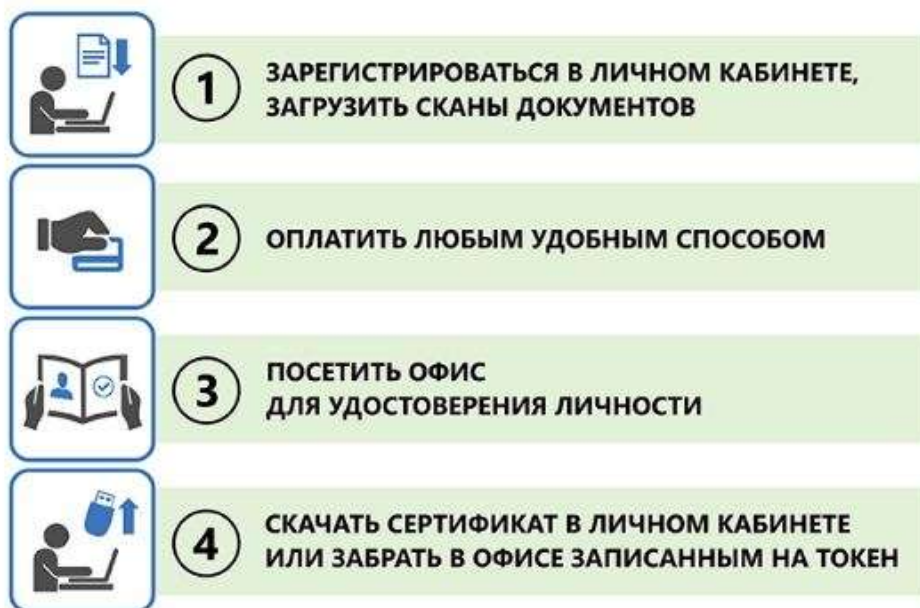 1
ЗАРЕГИСТРИРОВАТЬСЯ В ЛИЧНОМ КАБИНЕТЕ,
ЗАГРУЗИТЬ СКАНЫ ДОКУМЕНТОВ
2
ОПЛАТИТЬ ЛЮБЫМ УДОБНЫМ СПОСОБОМ
3
ПОСЕТИТЬ ОФИС
ДЛЯ УДОСТОВЕРЕНИЯ ЛИЧНОСТИ
4
СКАЧАТЬ СЕРТИФИКАТ В ЛИЧНОМ КАБИНЕТЕ
ИЛИ ЗАБРАТЬ В ОФИСЕ ЗАПИСАННЫМ НА ТОКЕН